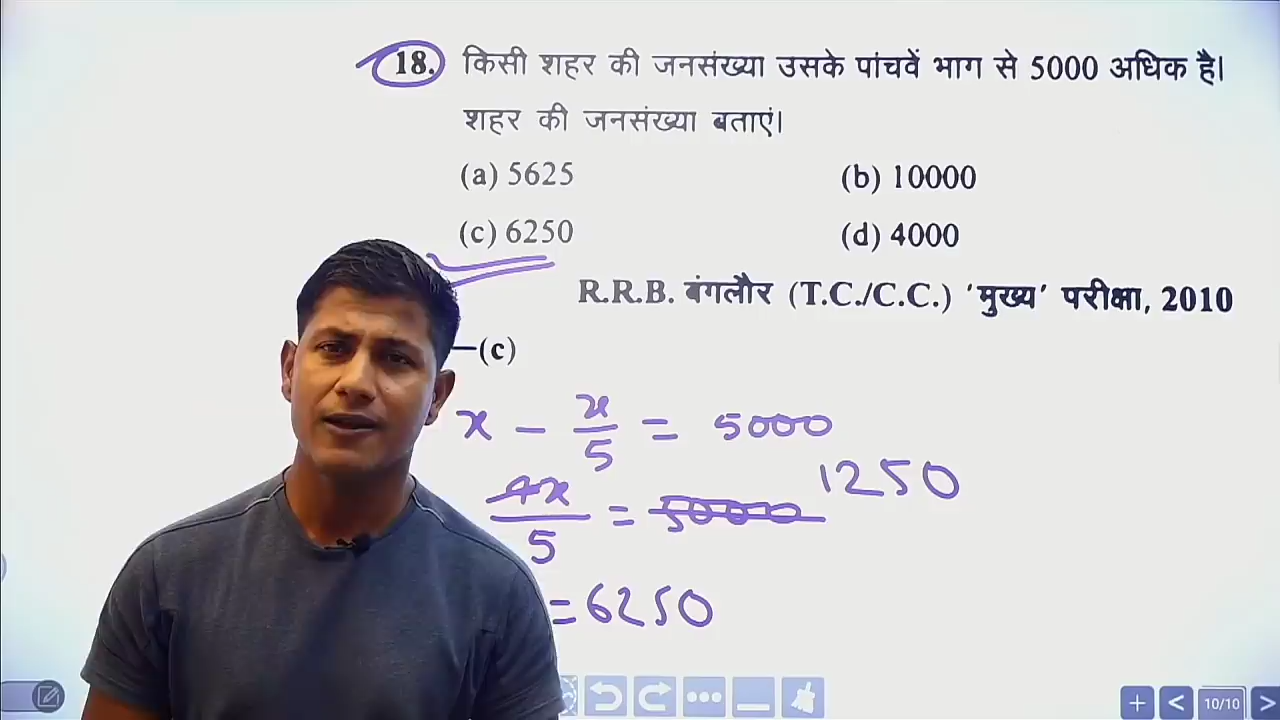 18. किसी शहर की जनसंख्या उसके पांचवें भाग से 5000 अधिक है।
शहर की जनसंख्या बताएं।
(a) 5625 (b) 10000
(c) 6250 (d) 4000
R.R.B. बंगलौर (T.C./C.C.) 'मुख्य' परीक्षा, 2010
—(c)
x − x/5 = 5000
4x/5 = 5000 1250
= 6250
10/10